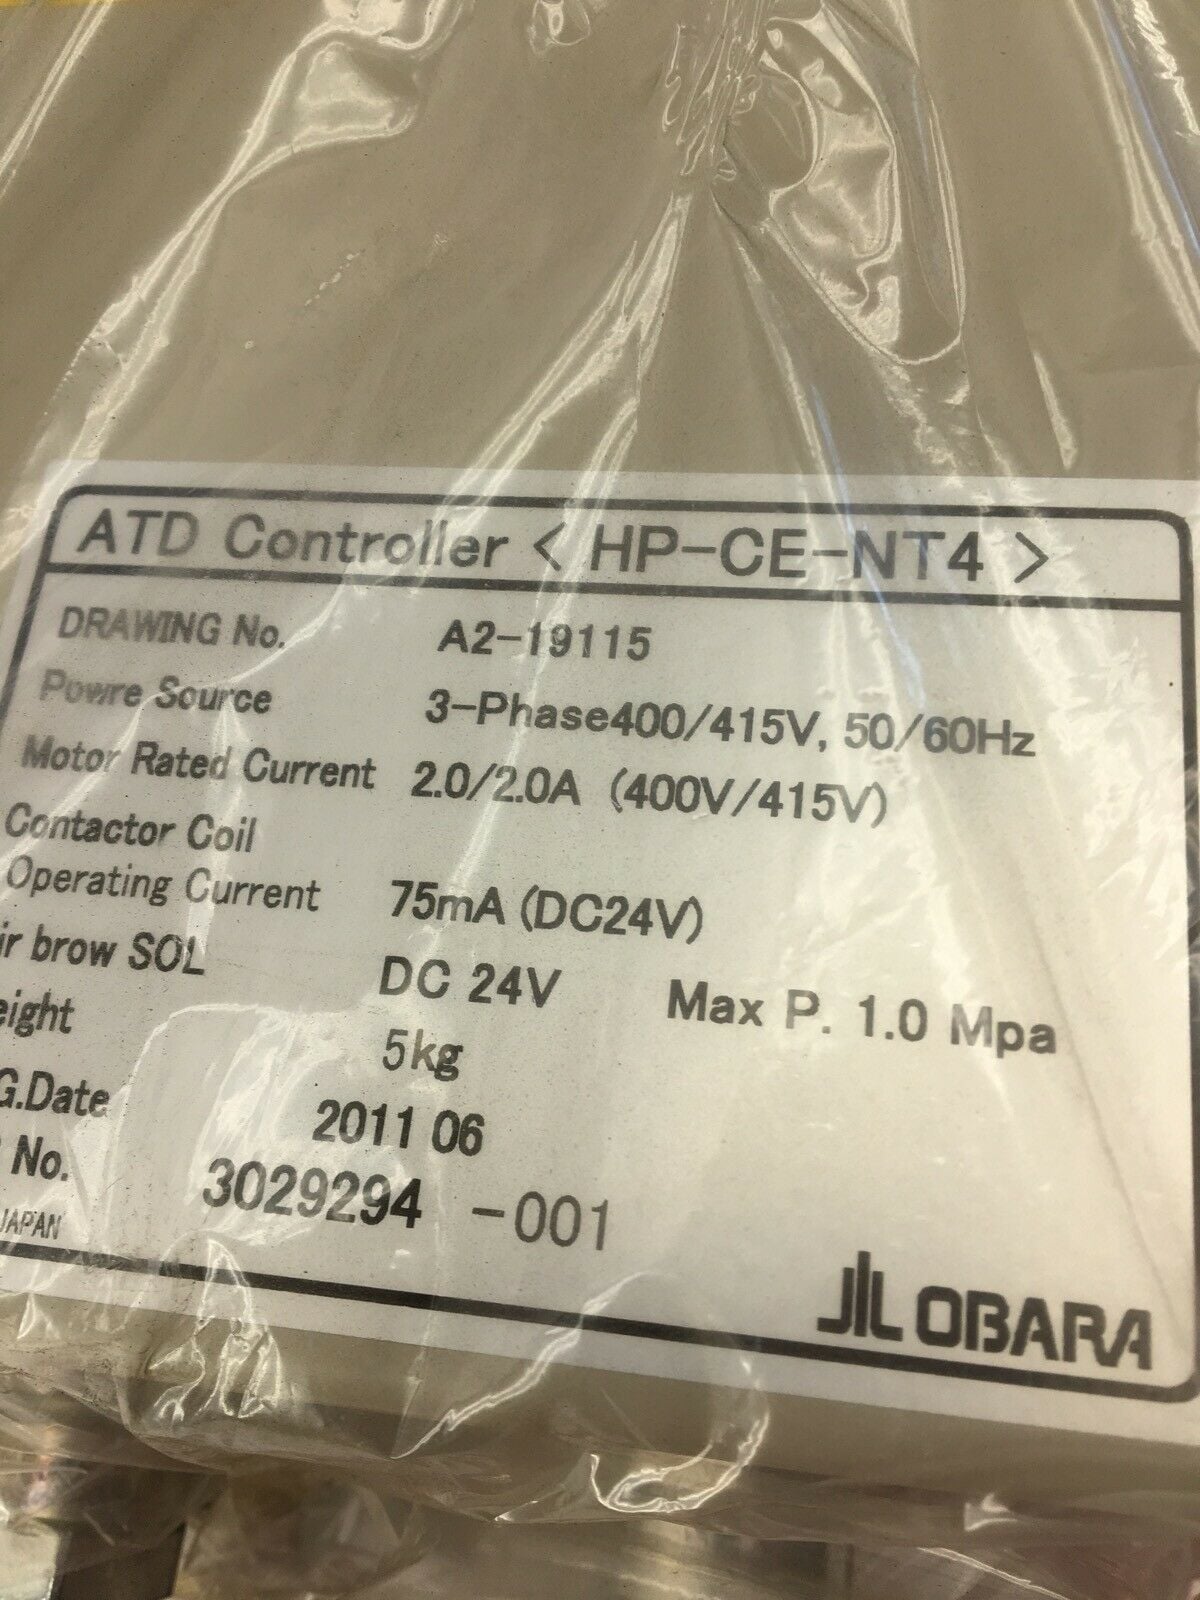 ATD Controller < HP-CE-NT4 >
DRAWING No. A2-19115
Powre Source 3-Phase400/415V, 50/60Hz
Motor Rated Current 2.0/2.0A (400V/415V)
Contactor Coil
Operating Current 75mA (DC24V)
ir brow SOL DC 24V Max P. 1.0 Mpa
eight 5kg
G.Date 2011 06
No. 3029294 -001
JAPAN
OBARA